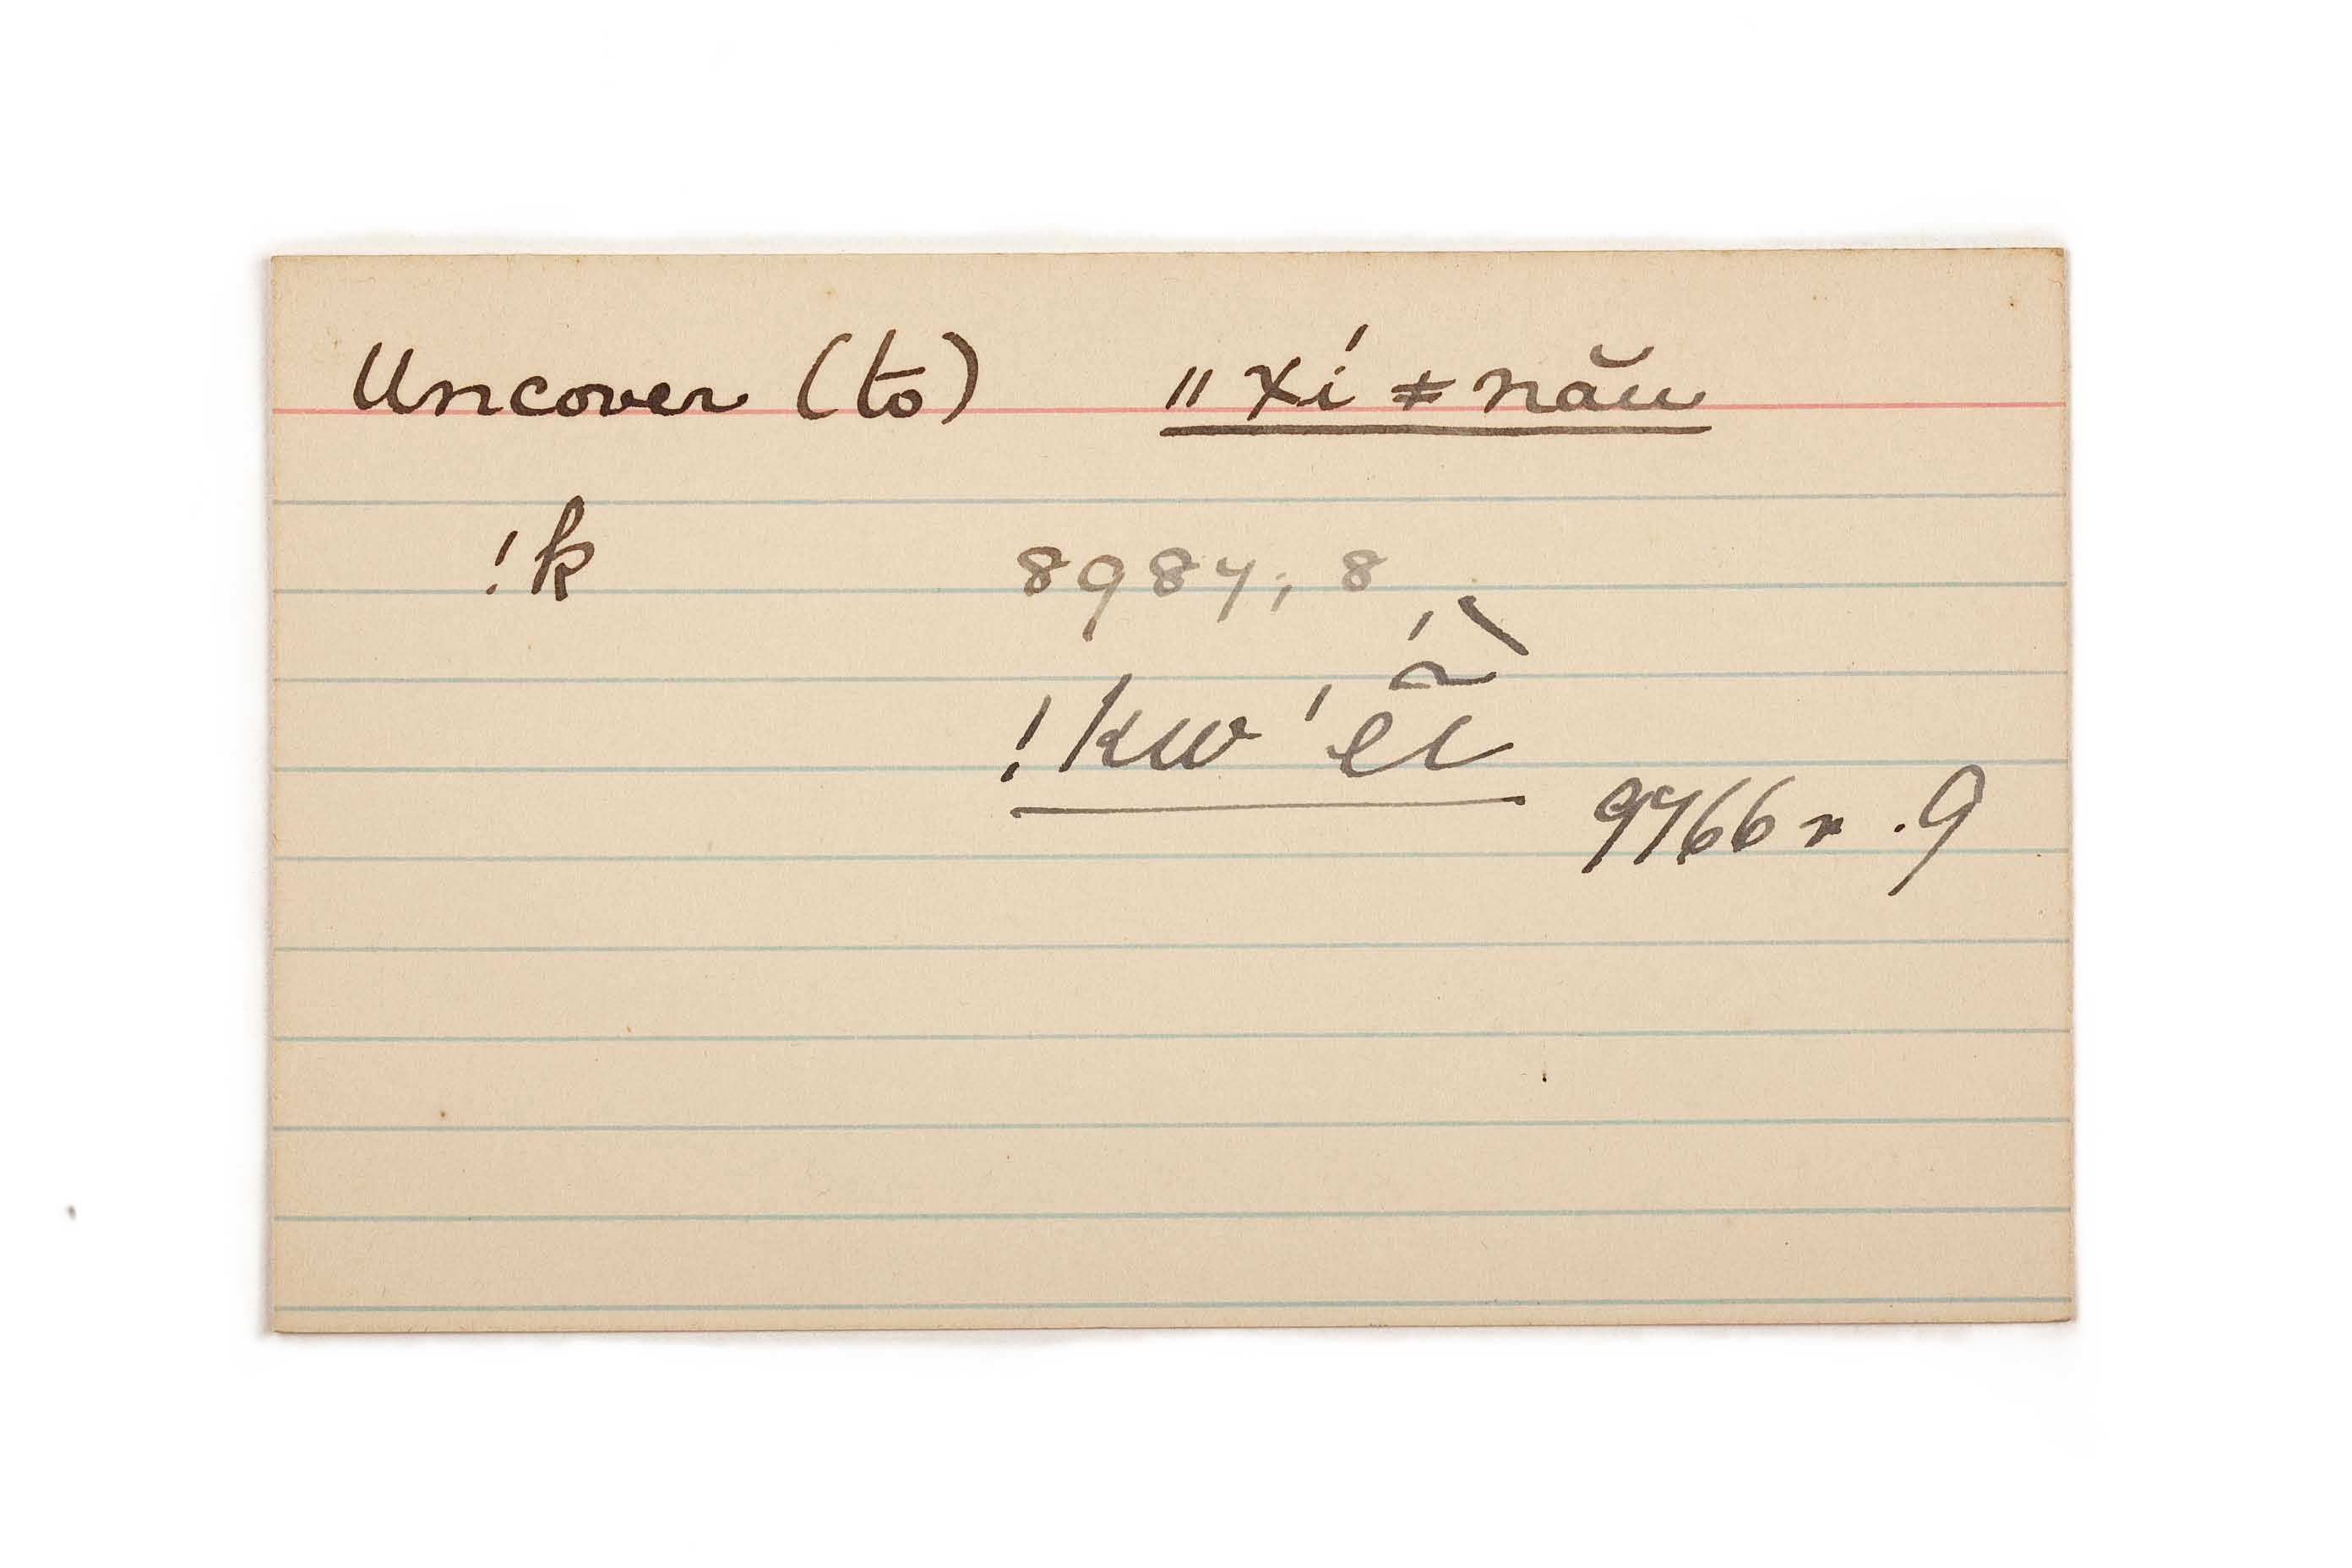 Uncover (to) ǁxí ǂnău
!k 8987; 8
!kw'ẽ́ı̀
9766 r. 9